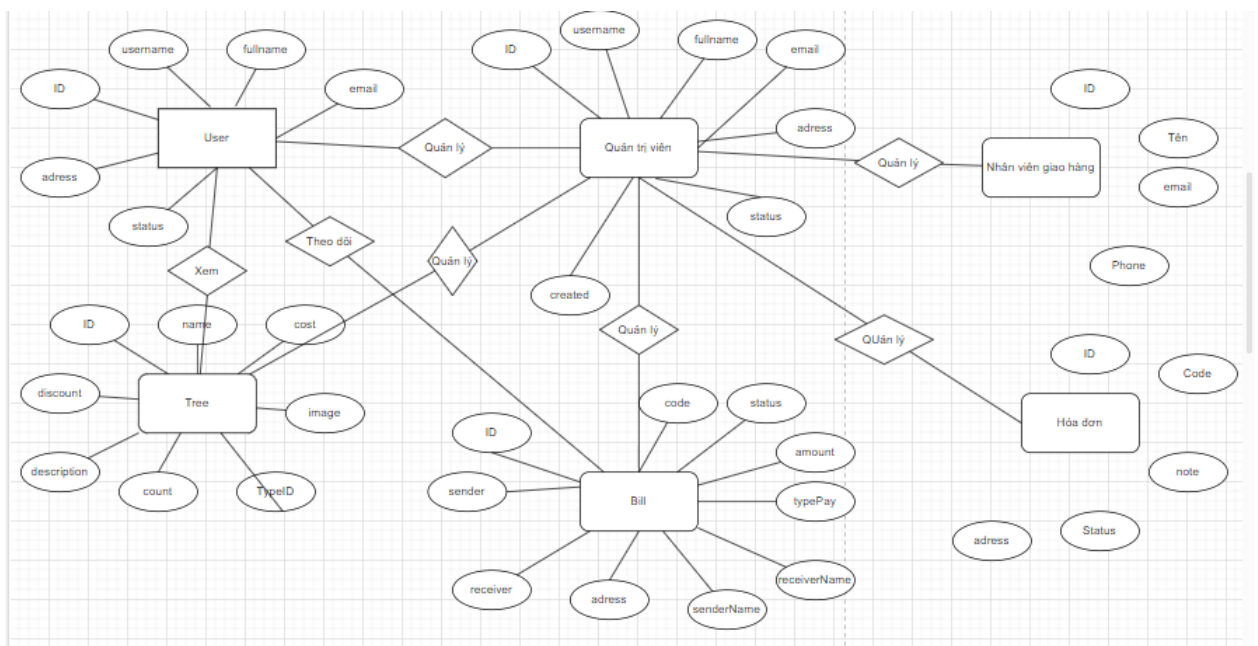 username
fullname
ID
email
User
adress
status
Quản lý
ID
username
fullname
email
Quản trị viên
adress
status
created
Quản lý
Nhân viên giao hàng
ID
Tên
email
Phone
Theo dõi
Xem
Quản lý
Quản lý
QUản lý
ID
name
cost
discount
Tree
image
description
count
TypeID
ID
code
status
amount
sender
Bill
typePay
receiver
adress
senderName
receiverName
ID
Code
Hóa đơn
note
Status
adress